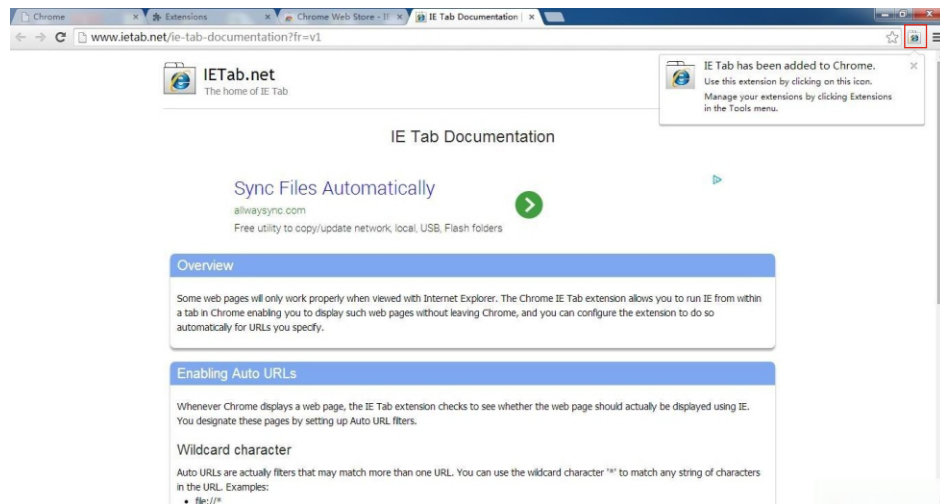 Chrome
Extensions
Chrome Web Store - IE
IE Tab Documentation |
www.ietab.net/ie-tab-documentation?fr=v1
IETab.net
The home of IE Tab
IE Tab has been added to Chrome.
Use this extension by clicking on this icon.
Manage your extensions by clicking Extensions
in the Tools menu.
IE Tab Documentation
Sync Files Automatically
allwaysync.com
Free utility to copy/update network, local, USB, Flash folders
Overview
Some web pages will only work properly when viewed with Internet Explorer. The Chrome IE Tab extension allows you to run IE from within
a tab in Chrome enabling you to display such web pages without leaving Chrome, and you can configure the extension to do so
automatically for URLs you specify.
Enabling Auto URLs
Whenever Chrome displays a web page, the IE Tab extension checks to see whether the web page should actually be displayed using IE.
You designate these pages by setting up Auto URL filters.
Wildcard character
Auto URLs are actually filters that may match more than one URL. You can use the wildcard character '*' to match any string of characters
in the URL. Examples:
• file://*